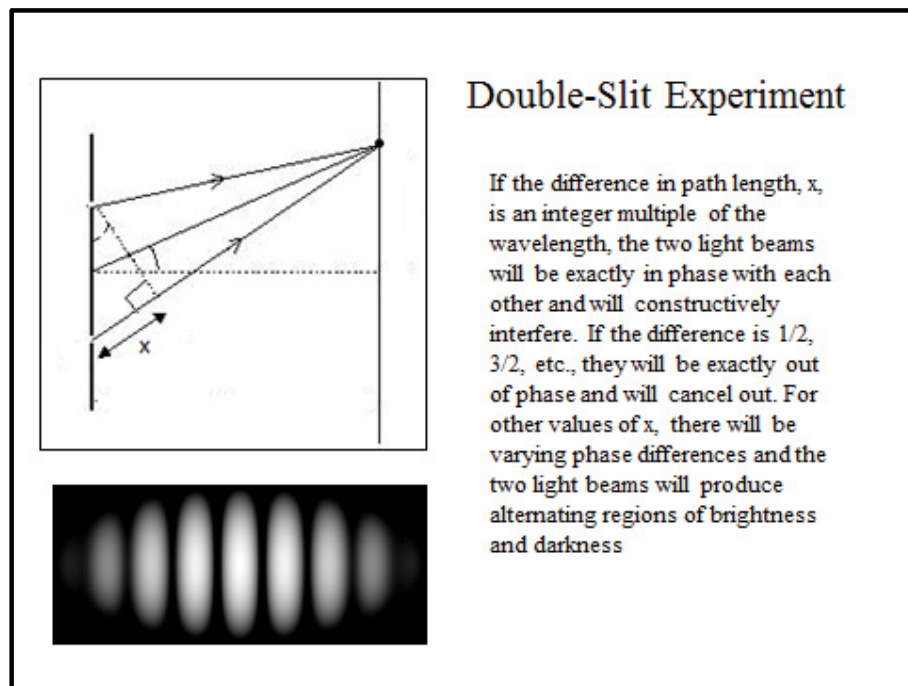 Double-Slit Experiment
If the difference in path length, x,
is an integer multiple of the
wavelength, the two light beams
will be exactly in phase with each
other and will constructively
interfere. If the difference is 1/2,
3/2, etc., they will be exactly out
of phase and will cancel out. For
other values of x, there will be
varying phase differences and the
two light beams will produce
alternating regions of brightness
and darkness
x